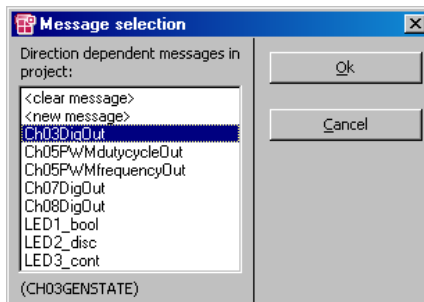 Message selection
Direction dependent messages in
project:
<clear message>
<new message>
Ch03DigOut
Ch05PWMdutycycleOut
Ch05PWMfrequencyOut
Ch07DigOut
Ch08DigOut
LED1_bool
LED2_disc
LED3_cont
(CH03GENSTATE)
Ok
Cancel